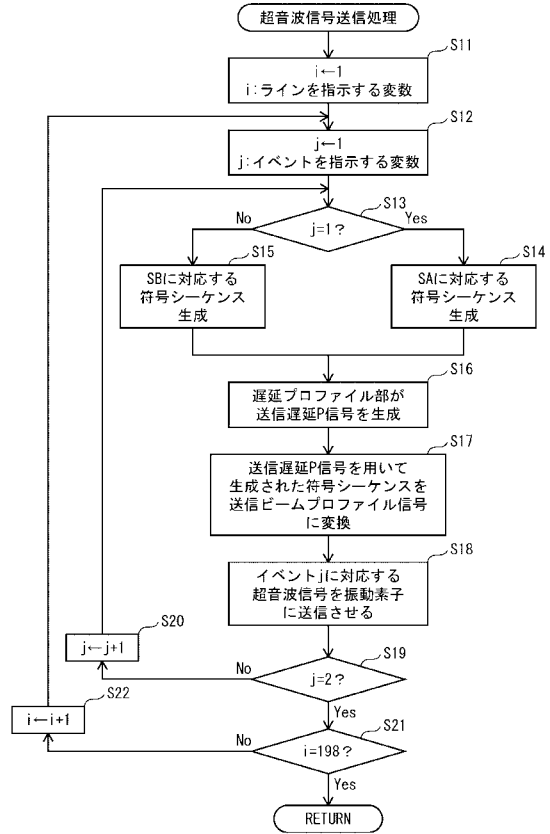 超音波信号送信処理
S11
i←1
i:ラインを指示する変数
S12
j←1
j:イベントを指示する変数
S13
j=1?
No
Yes
S15
SBに対応する
符号シーケンス
生成
S14
SAに対応する
符号シーケンス
生成
S16
遅延プロファイル部が
送信遅延P信号を生成
S17
送信遅延P信号を用いて
生成された符号シーケンスを
送信ビームプロファイル信号
に変換
S18
イベントjに対応する
超音波信号を振動素子
に送信させる
S20
j←j+1
S19
j=2?
No
Yes
S22
i←i+1
S21
i=198?
No
Yes
RETURN